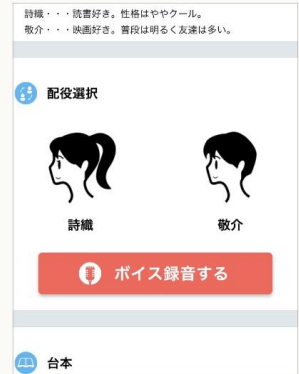 詩織・・・読書好き。性格はややクール。
敬介・・・映画好き。普段は明るく友達は多い。
配役選択
詩織
敬介
ボイス録音する
台本